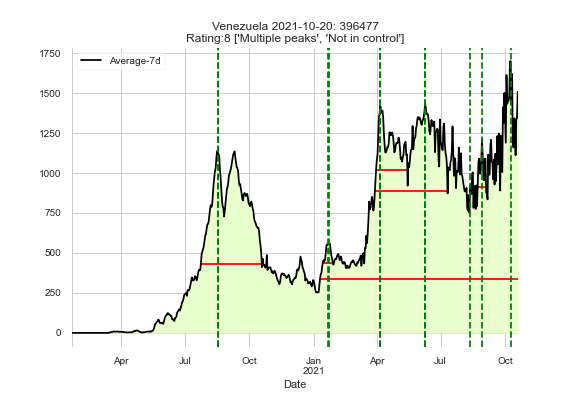 Venezuela 2021-10-20: 396477
Rating:8 ['Multiple peaks', 'Not in control']
Average-7d
1750
1500
1250
1000
750
500
250
0
Apr
Jul
Oct
Jan
2021
Apr
Jul
Oct
Date